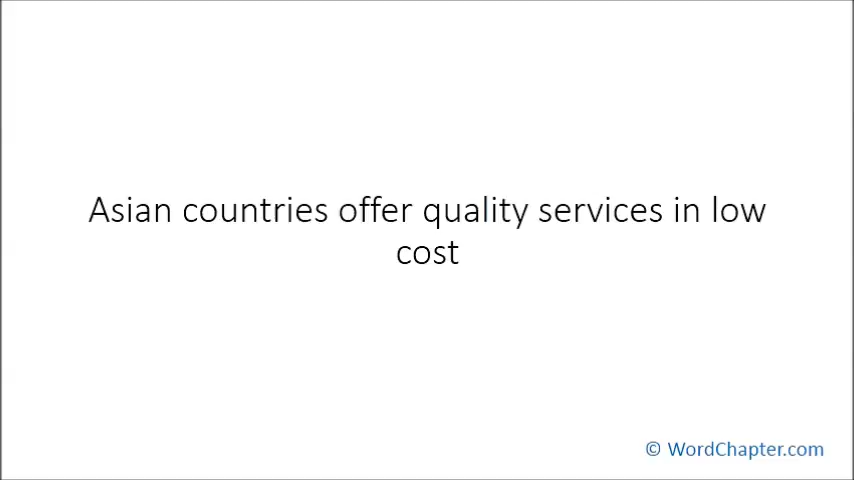 Asian countries offer quality services in low
cost
© WordChapter.com